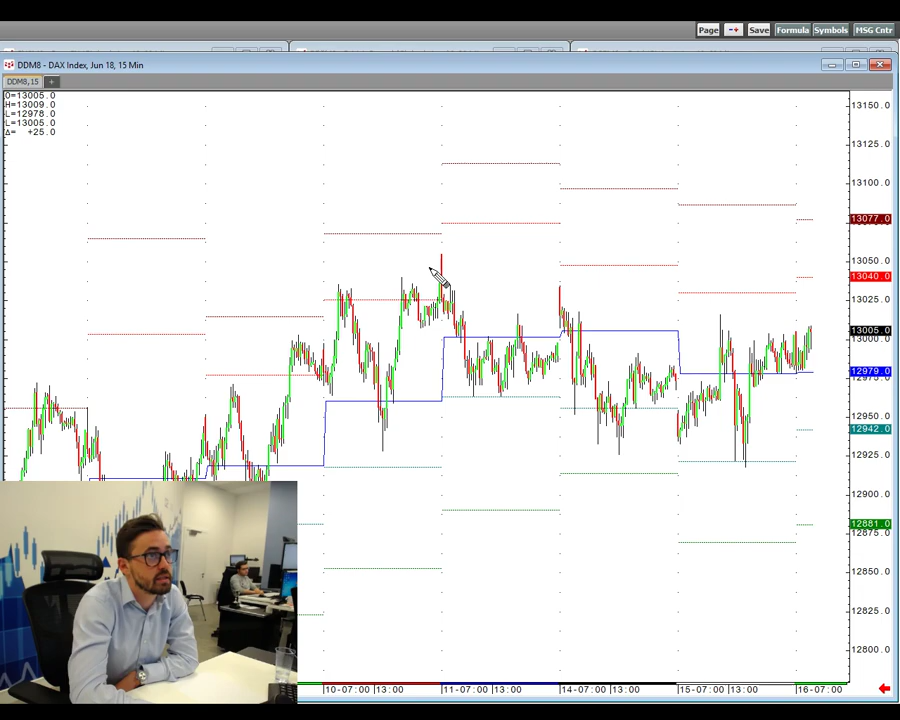 Page -+ Save Formula Symbols MSG Cntr
DDM8 - DAX Index, Jun 18, 15 Min
DDM8,15 +
O=13005.0
H=13009.0
L=12978.0
L=13005.0
Δ= +25.0
13150.0
13125.0
13100.0
13077.0
13050.0
13040.0
13025.0
13005.0
13000.0
12979.0
12975.0
12950.0
12942.0
12925.0
12900.0
12881.0
12875.0
12850.0
12825.0
12800.0
10-07:00 13:00 11-07:00 13:00 14-07:00 13:00 15-07:00 13:00 16-07:00